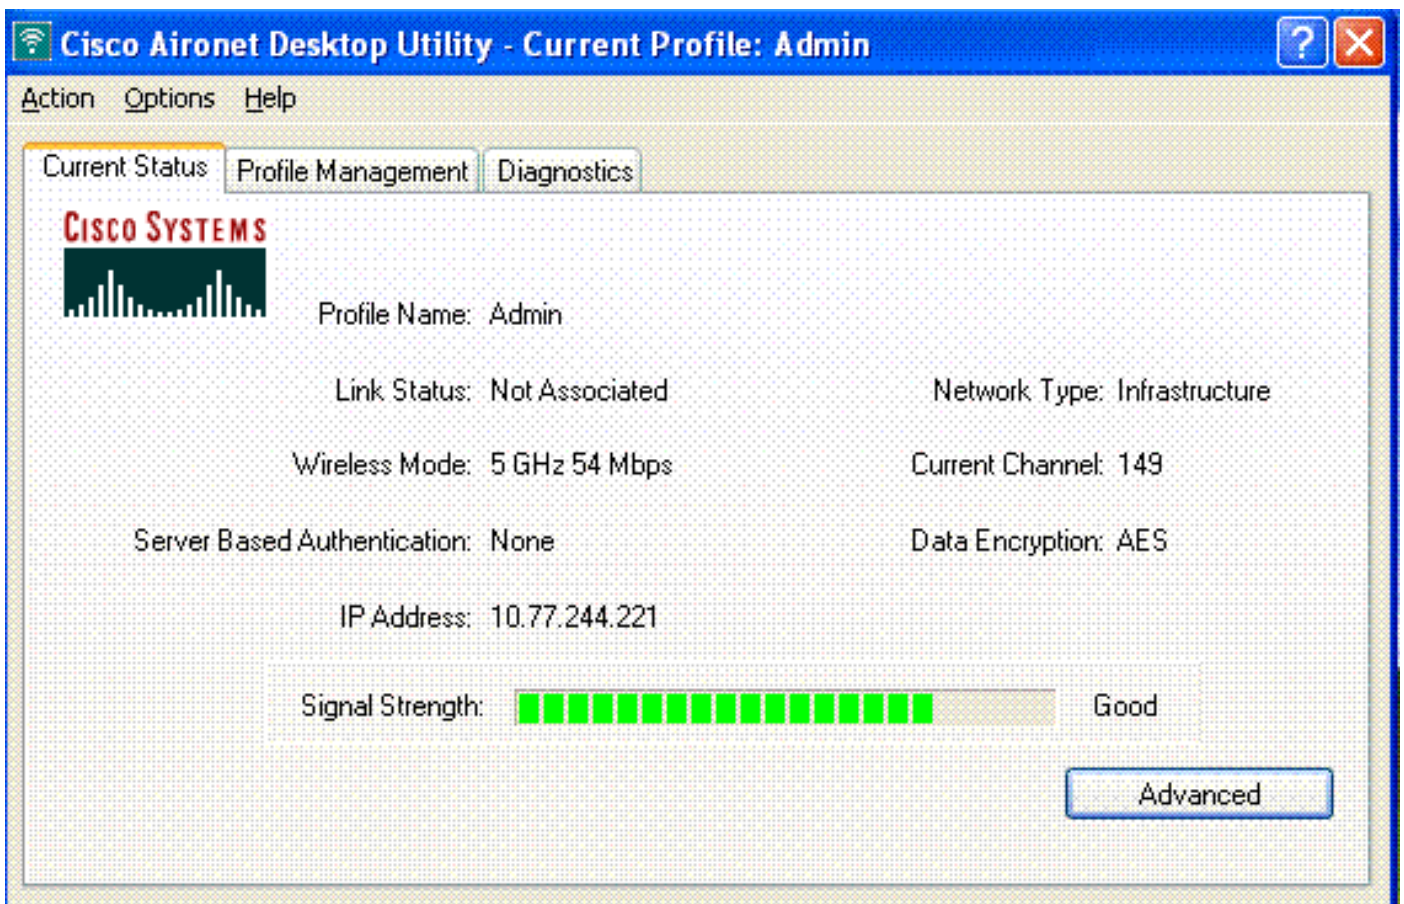 Cisco Aironet Desktop Utility - Current Profile: Admin
Action Options Help
Current Status Profile Management Diagnostics
CISCO SYSTEMS
Profile Name: Admin
Link Status: Not Associated Network Type: Infrastructure
Wireless Mode: 5 GHz 54 Mbps Current Channel: 149
Server Based Authentication: None Data Encryption: AES
IP Address: 10.77.244.221
Signal Strength: Good
Advanced